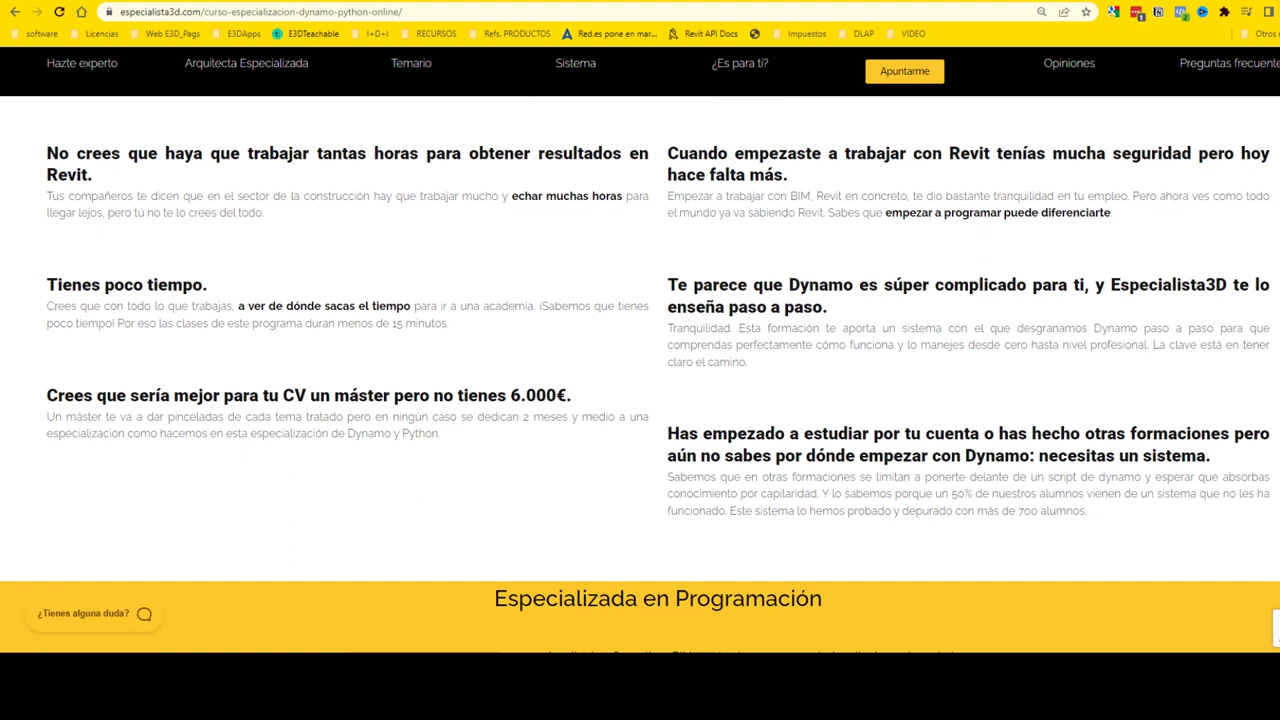 especialista3d.com/curso-especializacion-dynamo-python-online/
software Licencias Web E3D_Pags E3DApps E3DTeachable I+D+I RECURSOS Refs. PRODUCTOS Red.es pone en mar... Revit API Docs Impuestos DLAP VIDEO Otros
Hazte experto Arquitecta Especializada Temario Sistema ¿Es para ti? Apuntarme Opiniones Preguntas frecuente
No crees que haya que trabajar tantas horas para obtener resultados en
Revit.
Tus compañeros te dicen que en el sector de la construcción hay que trabajar mucho y echar muchas horas para
llegar lejos, pero tú no te lo crees del todo.
Tienes poco tiempo.
Crees que con todo lo que trabajas, a ver de dónde sacas el tiempo para ir a una academia. ¡Sabemos que tienes
poco tiempo! Por eso las clases de este programa duran menos de 15 minutos.
Crees que sería mejor para tu CV un máster pero no tienes 6.000€.
Un máster te va a dar pinceladas de cada tema tratado pero en ningún caso se dedican 2 meses y medio a una
especialización como hacemos en esta especialización de Dynamo y Python.
Cuando empezaste a trabajar con Revit tenías mucha seguridad pero hoy
hace falta más.
Empezar a trabajar con BIM, Revit en concreto, te dio bastante tranquilidad en tu empleo. Pero ahora ves como todo
el mundo ya va sabiendo Revit. Sabes que empezar a programar puede diferenciarte.
Te parece que Dynamo es súper complicado para ti, y Especialista3D te lo
enseña paso a paso.
Tranquilidad. Esta formación te aporta un sistema con el que desgranamos Dynamo paso a paso para que
comprendas perfectamente cómo funciona y lo manejes desde cero hasta nivel profesional. La clave está en tener
claro el camino.
Has empezado a estudiar por tu cuenta o has hecho otras formaciones pero
aún no sabes por dónde empezar con Dynamo: necesitas un sistema.
Sabemos que en otras formaciones se limitan a ponerte delante de un script de dynamo y esperar que absorbas
conocimiento por capilaridad. Y lo sabemos porque un 50% de nuestros alumnos vienen de un sistema que no les ha
funcionado. Este sistema lo hemos probado y depurado con más de 700 alumnos.
Especializada en Programación
¿Tienes alguna duda?